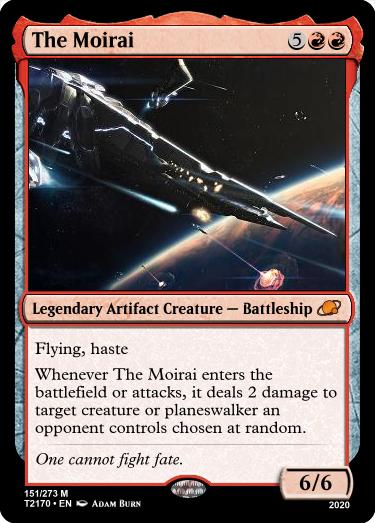 The Moirai 5
Legendary Artifact Creature — Battleship
Flying, haste
Whenever The Moirai enters the
battlefield or attacks, it deals 2 damage to
target creature or planeswalker an
opponent controls chosen at random.
One cannot fight fate.
6/6
151/273 M
T2170 • EN ADAM BURN
2020